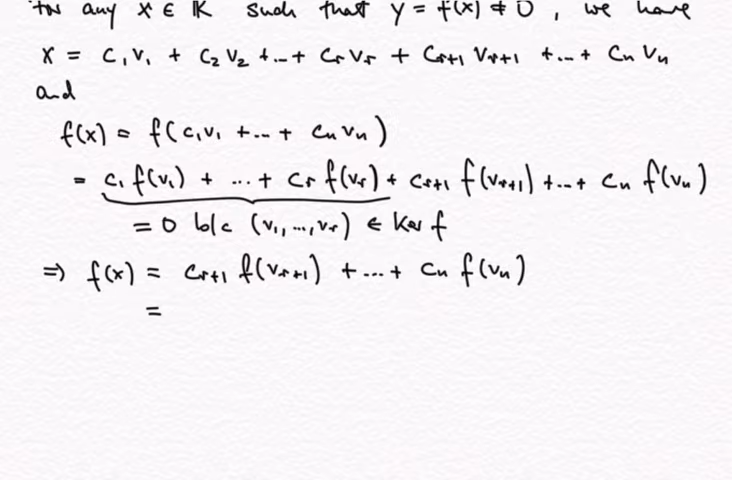 for any x ∈ K such that y = f(x) ≠ 0, we have
x = c₁v₁ + c₂v₂ + ... + cᵣvᵣ + cᵣ₊₁vᵣ₊₁ + ... + cₙvₙ
and
f(x) = f(c₁v₁ + ... + cₙvₙ)
= c₁f(v₁) + ... + cᵣf(vᵣ) + cᵣ₊₁f(vᵣ₊₁) + ... + cₙf(vₙ)
= 0 b/c (v₁, ..., vᵣ) ∈ Ker f
⇒ f(x) = cᵣ₊₁f(vᵣ₊₁) + ... + cₙf(vₙ)
=